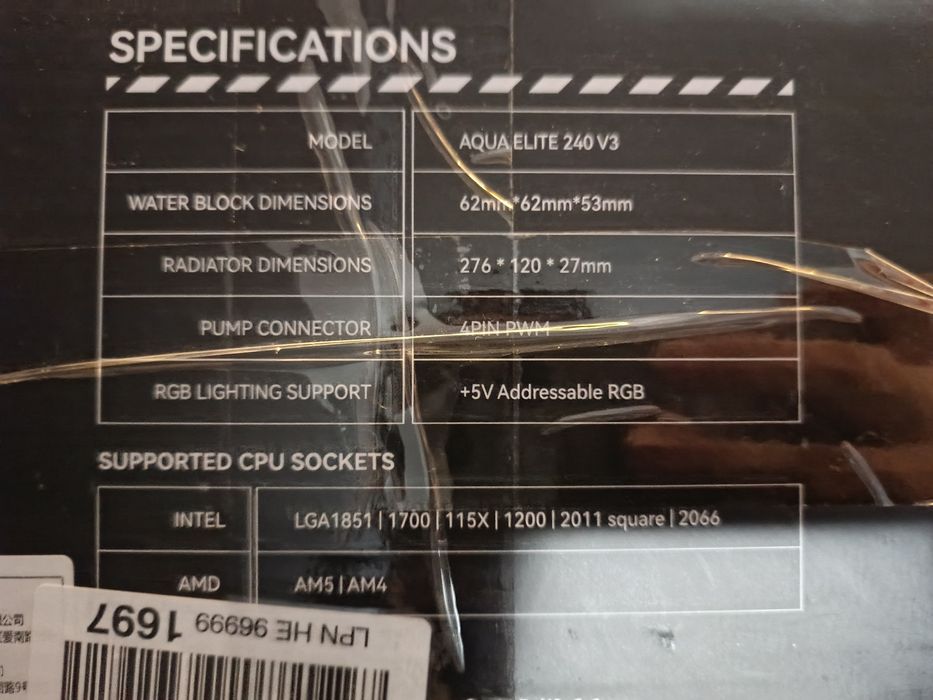 SPECIFICATIONS
MODEL AQUA ELITE 240 V3
WATER BLOCK DIMENSIONS 62mm*62mm*53mm
RADIATOR DIMENSIONS 276 * 120 * 27mm
PUMP CONNECTOR 4PIN PWM
RGB LIGHTING SUPPORT +5V Addressable RGB
SUPPORTED CPU SOCKETS
INTEL LGA1851 | 1700 | 115X | 1200 | 2011 square | 2066
AMD AM5 | AM4
LPN HE 96999 1697